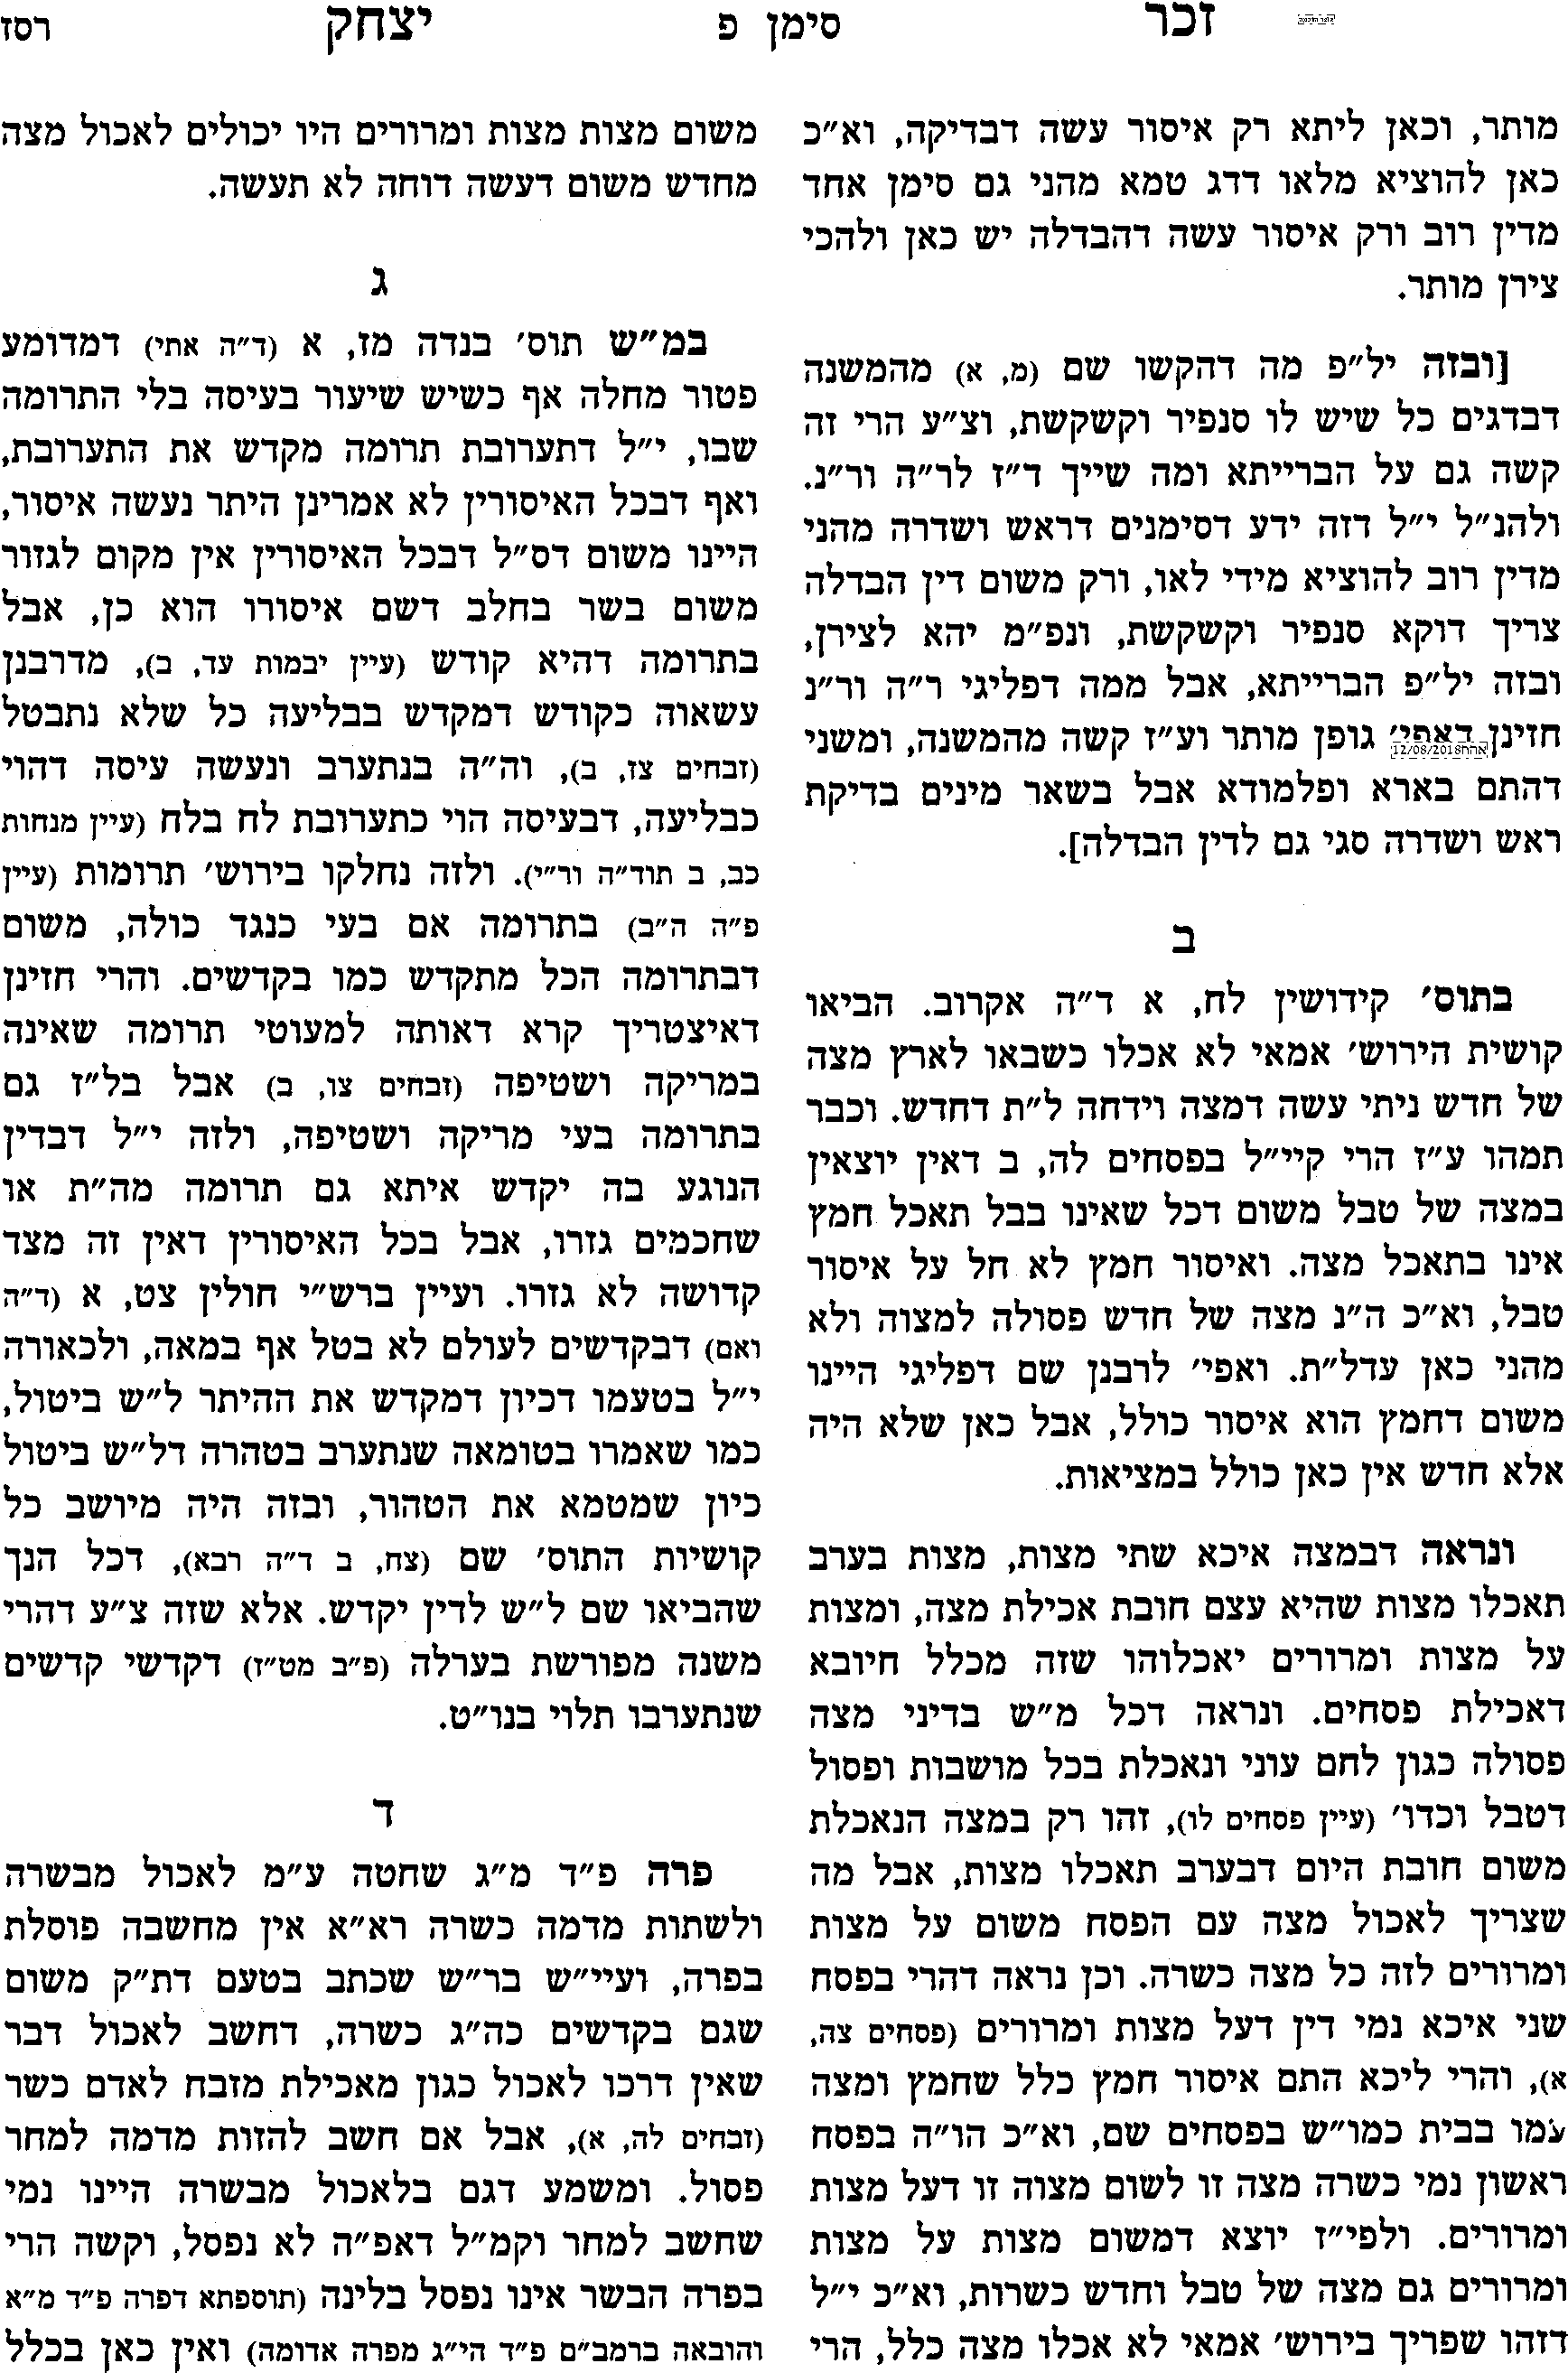 זכר סימן פ יצחק רסז
מותר, וכאן ליתא רק איסור עשה דבדיקה, וא״כ
כאן להוציא מלאו דדג טמא מהני גם סימן אחד
מדין רוב ורק איסור עשה דהבדלה יש כאן ולהכי
צירן מותר.
[ובזה יל״פ מה דהקשו שם (מ, א) מהמשנה
דבדגים כל שיש לו סנפיר וקשקשת, וצ״ע הרי זה
קשה גם על הברייתא ומה שייך ד״ז לר״ה ור״נ.
ולהנ״ל י״ל דזה ידע דסימנים דראש ושדרה מהני
מדין רוב להוציא מידי לאו, ורק משום דין הבדלה
צריך דוקא סנפיר וקשקשת, ונפ״מ יהא לצירן,
ובזה יל״פ הברייתא, אבל ממה דפליגי ר״ה ור״נ
חזינן דאפי׳ גופן מותר וע״ז קשה מהמשנה, ומשני
דהתם בארא ופלמודא אבל בשאר מינים בדיקת
ראש ושדרה סגי גם לדין הבדלה].
ב
בתוס׳ קידושין לח, א ד״ה אקרוב. הביאו
קושית הירוש׳ אמאי לא אכלו כשבאו לארץ מצה
של חדש ניתי עשה דמצה וידחה ל״ת דחדש. וכבר
תמהו ע״ז הרי קיי״ל בפסחים לה, ב דאין יוצאין
במצה של טבל משום דכל שאינו בבל תאכל חמץ
אינו בתאכל מצה. ואיסור חמץ לא חל על איסור
טבל, וא״כ ה״נ מצה של חדש פסולה למצוה ולא
מהני כאן עדל״ת. ואפי׳ לרבנן שם דפליגי היינו
משום דחמץ הוא איסור כולל, אבל כאן שלא היה
אלא חדש אין כאן כולל במציאות.
ונראה דבמצה איכא שתי מצות, מצות בערב
תאכלו מצות שהיא עצם חובת אכילת מצה, ומצות
על מצות ומרורים יאכלוהו שזה מכלל חיובא
דאכילת פסחים. ונראה דכל מ״ש בדיני מצה
פסולה כגון לחם עוני ונאכלת בכל מושבות ופסול
דטבל וכדו׳ (עיין פסחים לו), זהו רק במצה הנאכלת
משום חובת היום דבערב תאכלו מצות, אבל מה
שצריך לאכול מצה עם הפסח משום על מצות
ומרורים לזה כל מצה כשרה. וכן נראה דהרי בפסח
שני איכא נמי דין דעל מצות ומרורים (פסחים צה,
א), והרי ליכא התם איסור חמץ כלל שחמץ ומצה
עמו בבית כמו״ש בפסחים שם, וא״כ הו״ה בפסח
ראשון נמי כשרה מצה זו לשום מצוה זו דעל מצות
ומרורים. ולפי״ז יוצא דמשום מצות על מצות
ומרורים גם מצה של טבל וחדש כשרות, וא״כ י״ל
דזהו שפריך בירוש׳ אמאי לא אכלו מצה כלל, הרי
משום מצות מצות ומרורים היו יכולים לאכול מצה
מחדש משום דעשה דוחה לא תעשה.
ג
במ״ש תוס׳ בנדה מז, א (ד״ה אתי) דמדומע
פטור מחלה אף כשיש שיעור בעיסה בלי התרומה
שבו, י״ל דתערובת תרומה מקדש את התערובת,
ואף דבכל האיסורין לא אמרינן היתר נעשה איסור,
היינו משום דס״ל דבכל האיסורין אין מקום לגזור
משום בשר בחלב דשם איסורו הוא כן, אבל
בתרומה דהיא קודש (עיין יבמות עד, ב), מדרבנן
עשאוה כקודש דמקדש בבליעה כל שלא נתבטל
(זבחים צז, ב), וה״ה בנתערב ונעשה עיסה דהוי
כבליעה, דבעיסה הוי כתערובת לח בלח (עיין מנחות
כב, ב תוד״ה ור״י). ולזה נחלקו בירוש׳ תרומות (עיין
פ״ה ה״ב) בתרומה אם בעי כנגד כולה, משום
דבתרומה הכל מתקדש כמו בקדשים. והרי חזינן
דאיצטריך קרא דאותה למעוטי תרומה שאינה
במריקה ושטיפה (זבחים צו, ב) אבל בל״ז גם
בתרומה בעי מריקה ושטיפה, ולזה י״ל דבדין
הנוגע בה יקדש איתא גם תרומה מה״ת או
שחכמים גזרו, אבל בכל האיסורין דאין זה מצד
קדושה לא גזרו. ועיין ברש״י חולין צט, א (ד״ה
ואם) דבקדשים לעולם לא בטל אף במאה, ולכאורה
י״ל בטעמו דכיון דמקדש את ההיתר ל״ש ביטול,
כמו שאמרו בטומאה שנתערב בטהרה דל״ש ביטול
כיון שמטמא את הטהור, ובזה היה מיושב כל
קושיות התוס׳ שם (צח, ב ד״ה רבא), דכל הנך
שהביאו שם ל״ש לדין יקדש. אלא שזה צ״ע דהרי
משנה מפורשת בערלה (פ״ב מט״ז) דקדשי קדשים
שנתערבו תלוי בנו״ט.
ד
פרה פ״ד מ״ג שחטה ע״מ לאכול מבשרה
ולשתות מדמה כשרה רא״א אין מחשבה פוסלת
בפרה, ועיי״ש בר״ש שכתב בטעם דת״ק משום
שגם בקדשים כה״ג כשרה, דחשב לאכול דבר
שאין דרכו לאכול כגון מאכילת מזבח לאדם כשר
(זבחים לה, א), אבל אם חשב להזות מדמה למחר
פסול. ומשמע דגם בלאכול מבשרה היינו נמי
שחשב למחר וקמ״ל דאפ״ה לא נפסל, וקשה הרי
בפרה הבשר אינו נפסל בלינה (תוספתא דפרה פ״ד מ״א
והובאה ברמב״ם פ״ד הי״ג מפרה אדומה) ואין כאן בכלל
אהח12/08/2018